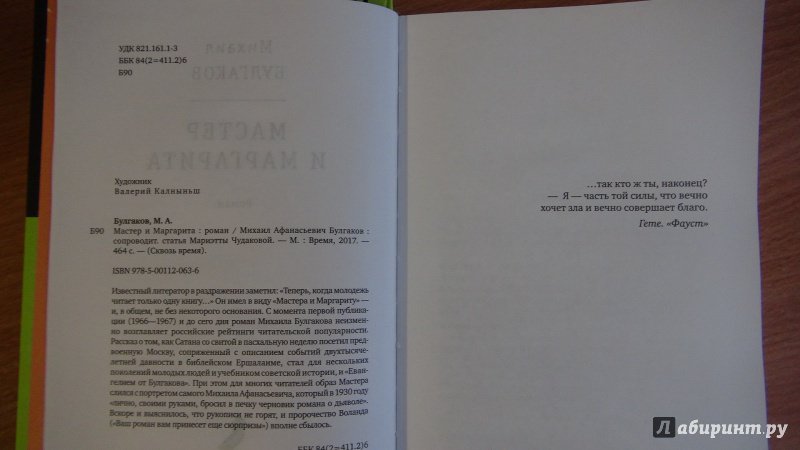 УДК 821.161.1-3
ББК 84(2=411.2)6
Б90
Михаил
БУЛГАКОВ
МАСТЕР
И МАРГАРИТА
Роман
Художник
Валерий Калныньш
Булгаков, М. А.
Б90 Мастер и Маргарита : роман / Михаил Афанасьевич Булгаков :
сопроводит. статья Мариэтты Чудаковой. — М. : Время, 2017. —
464 с. — (Сквозь время).
ISBN 978-5-00112-063-6
Известный литератор в раздражении заметил: «Теперь, когда молодежь
читает только одну книгу...» Он имел в виду «Мастера и Маргариту» —
и, в общем, не без некоторого основания. С момента первой публика-
ции (1966—1967) и до сего дня роман Михаила Булгакова неизмен-
но возглавляет российские рейтинги читательской популярности.
Рассказ о том, как Сатана со свитой в пасхальную неделю посетил пред-
военную Москву, сопряженный с описанием событий двухтысяче-
летней давности в библейском Ершалаиме, стал для нескольких
поколений молодых людей и учебником советской истории, и «Еван-
гелием от Булгакова». При этом для многих читателей образ Мастера
слился с портретом самого Михаила Афанасьевича, который в 1930 году
«лично, своими руками, бросил в печку черновик романа о дьяволе».
Вскоре и выяснилось, что рукописи не горят, и пророчество Воланда
(«Ваш роман вам принесет еще сюрпризы») вполне сбылось.
ББК 84(2=411.2)6
...так кто ж ты, наконец?
— Я — часть той силы, что вечно
хочет зла и вечно совершает благо.
Гете. «Фауст»
Лабиринт.ру